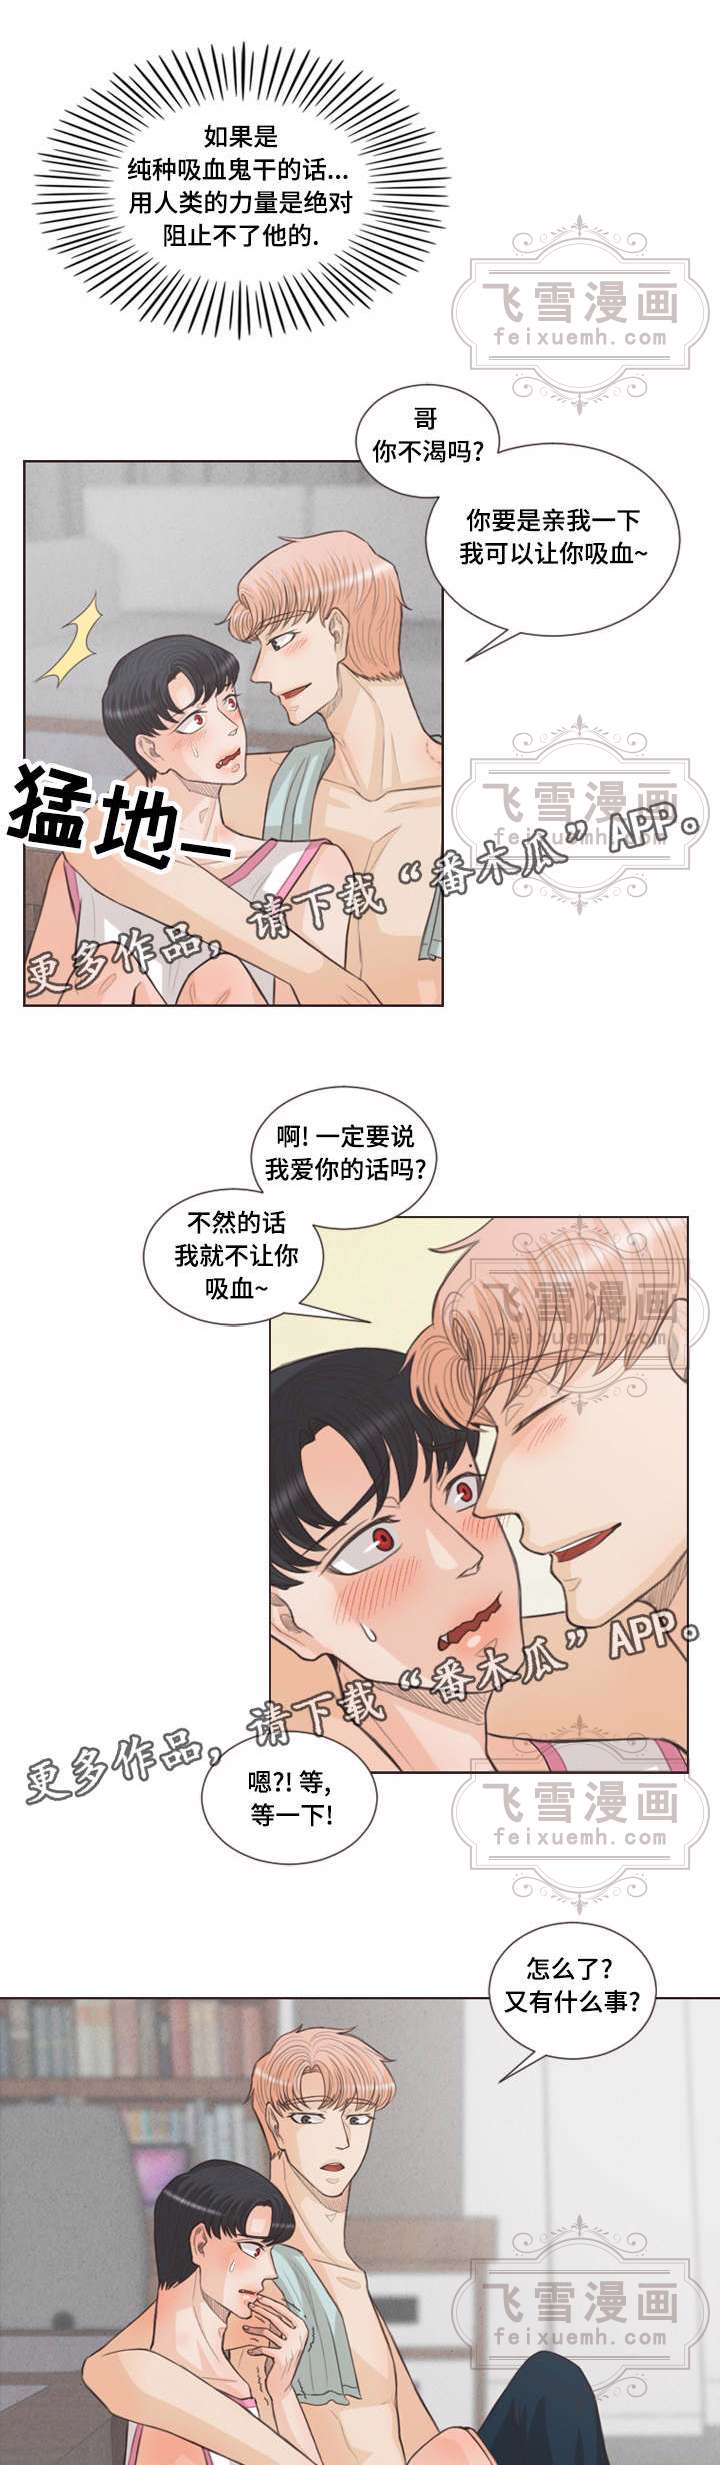 如果是
纯种吸血鬼干的话...
用人类的力量是绝对
阻止不了他的.
飞雪漫画
feixuemh.com
哥
你不渴吗?
你要是亲我一下
我可以让你吸血~
猛地-
飞雪漫画
feixuemh.com
更多作品，请下载“番木瓜”APP。
啊! 一定要说
我爱你的话吗?
不然的话
我就不让你
吸血~
飞雪漫画
feixuemh.com
更多作品，请下载“番木瓜”APP。
嗯?! 等,
等一下!
飞雪漫画
feixuemh.com
怎么了?
又有什么事?
飞雪漫画
feixuemh.com